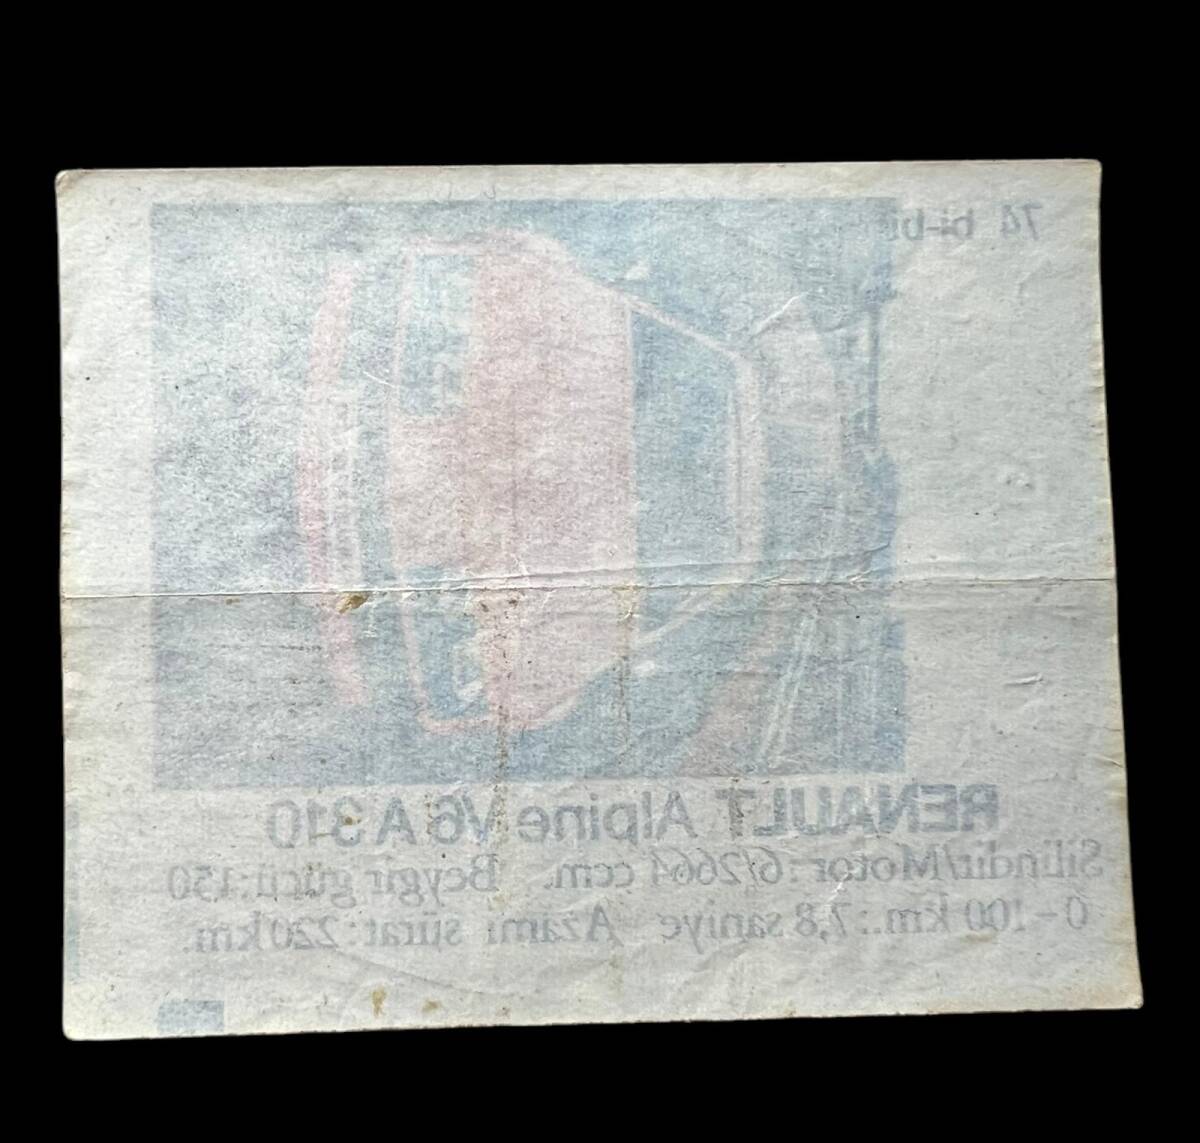 74 bi-bi
RENAULT Alpine V6 A 310
Silindir/Motor: 6/2664 ccm. Beygir gücü: 150
0-100 km.: 7,8 saniye Azami sürat: 220 km.